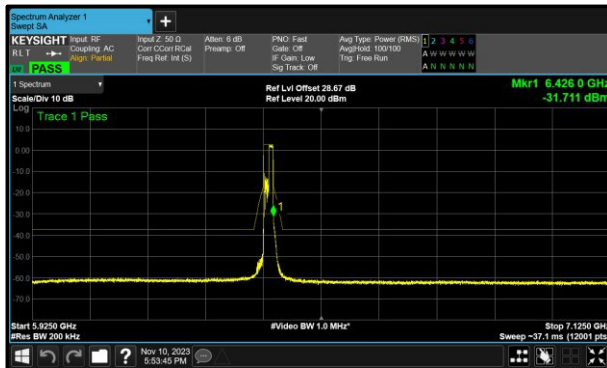 Spectrum Analyzer 1
Swept SA
KEYSIGHT
RLT
PASS
Input: RF
Coupling: AC
Align: Partial
Input Z: 50 Ω
Corr CCorr RCal
Freq Ref: Int (S)
Atten: 6 dB
Preamp: Off
PNO: Fast
Gate: Off
IF Gain: Low
Sig Track: Off
Avg Type: Power (RMS)
Avg|Hold: 100/100
Trig: Free Run
1 2 3 4 5 6
A W W W W W
A N N N N N
1 Spectrum
Scale/Div 10 dB
Ref Lvl Offset 28.67 dB
Ref Level 20.00 dBm
Mkr1 6.426 0 GHz
-31.711 dBm
Log
Trace 1 Pass
10.0
0.00
-10.0
-20.0
-30.0
-40.0
-50.0
-60.0
-70.0
1
Start 5.9250 GHz
#Res BW 200 kHz
#Video BW 1.0 MHz*
Stop 7.1250 GHz
Sweep ~37.1 ms (12001 pts)
?
Nov 10, 2023
5:53:45 PM